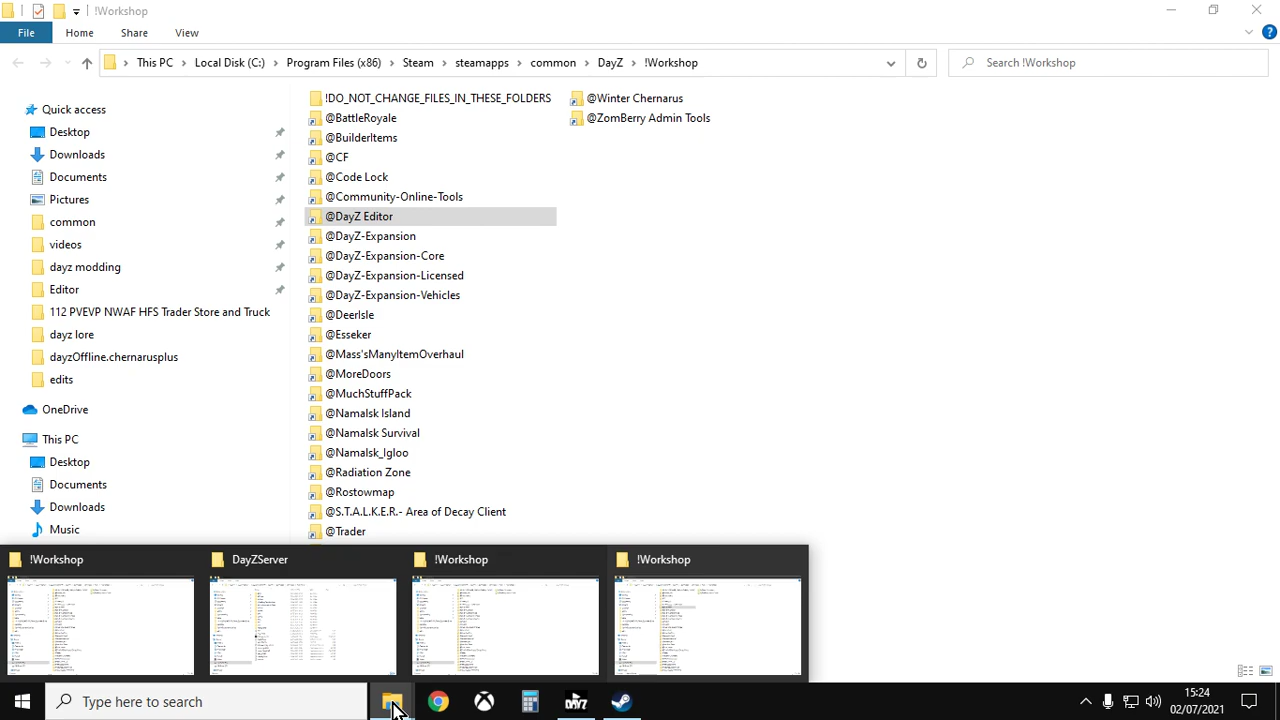 !Workshop
File Home Share View
This PC Local Disk (C:) Program Files (x86) Steam steamapps common DayZ !Workshop
Search !Workshop
Quick access
Desktop
Downloads
Documents
Pictures
common
videos
dayz modding
Editor
112 PVEVP NWAF HFS Trader Store and Truck
dayz lore
dayzOffline.chernarusplus
edits
OneDrive
This PC
Desktop
Documents
Downloads
Music
!DO_NOT_CHANGE_FILES_IN_THESE_FOLDERS
@BattleRoyale
@BuilderItems
@CF
@Code Lock
@Community-Online-Tools
@DayZ Editor
@DayZ-Expansion
@DayZ-Expansion-Core
@DayZ-Expansion-Licensed
@DayZ-Expansion-Vehicles
@DeerIsle
@Esseker
@Mass'sManyItemOverhaul
@MoreDoors
@MuchStuffPack
@Namalsk Island
@Namalsk Survival
@Namalsk_Igloo
@Radiation Zone
@Rostowmap
@S.T.A.L.K.E.R.- Area of Decay Client
@Trader
@Winter Chernarus
@ZomBerry Admin Tools
!Workshop DayZServer !Workshop !Workshop
Type here to search
15:24
02/07/2021